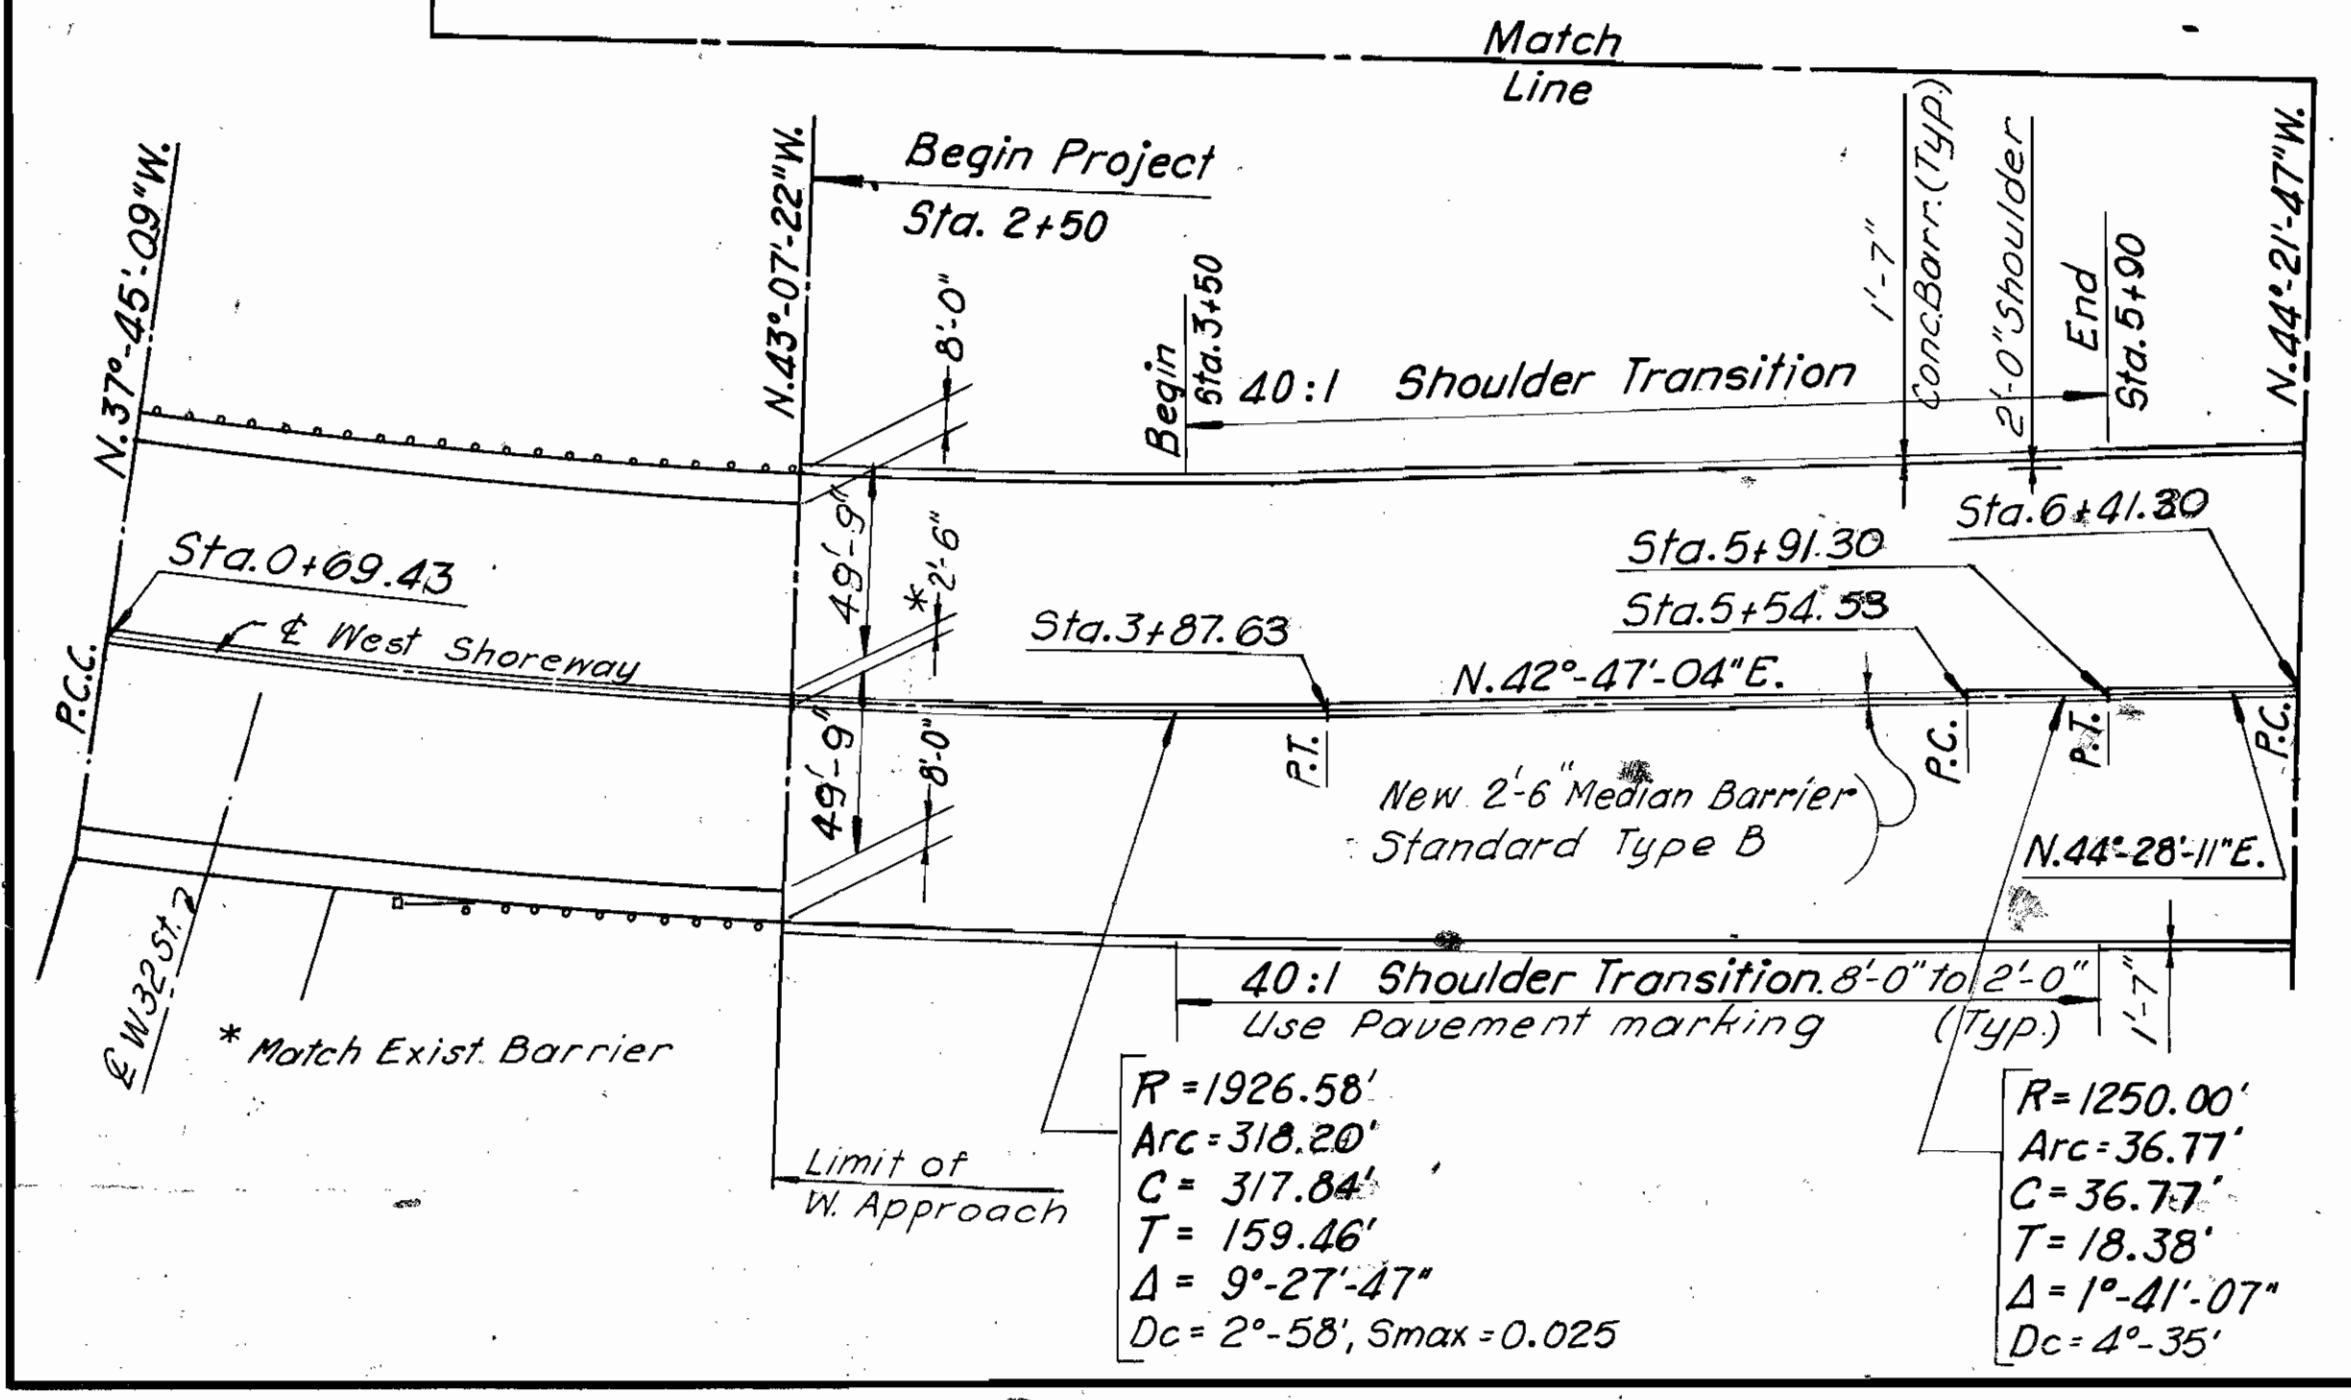 Match
Line
N.37°-45'-09"W.
N.43°-07'-22"W.
Begin Project
Sta. 2+50
8'-0"
Begin
Sta.3+50
40:1 Shoulder Transition
1'-7"
Conc.Barr.(Typ.)
2'-0"Shoulder
End
Sta.5+90
N.44°-21'-47"W.
Sta.0+69.43
℄ West Shoreway
P.C.C.
49'-9"
* 2'-6"
49'-9"
8'-0"
Sta.3+87.63
P.T.
N.42°-47'-04"E.
Sta.5+91.30
Sta.5+54.53
Sta.6+41.30
P.C.
P.T.
P.C.
New 2'-6" Median Barrier
Standard Type B
N.44°-28'-11"E.
℄ W32St.
* Match Exist. Barrier
40:1 Shoulder Transition. 8'-0" to 2'-0"
Use Pavement marking (Typ.)
1'-7"
Limit of
W. Approach
R = 1926.58'
Arc = 318.20'
C = 317.84'
T = 159.46'
Δ = 9°-27'-47"
Dc = 2°-58', Smax = 0.025
R = 1250.00'
Arc = 36.77'
C = 36.77'
T = 18.38'
Δ = 1°-41'-07"
Dc = 4°-35'